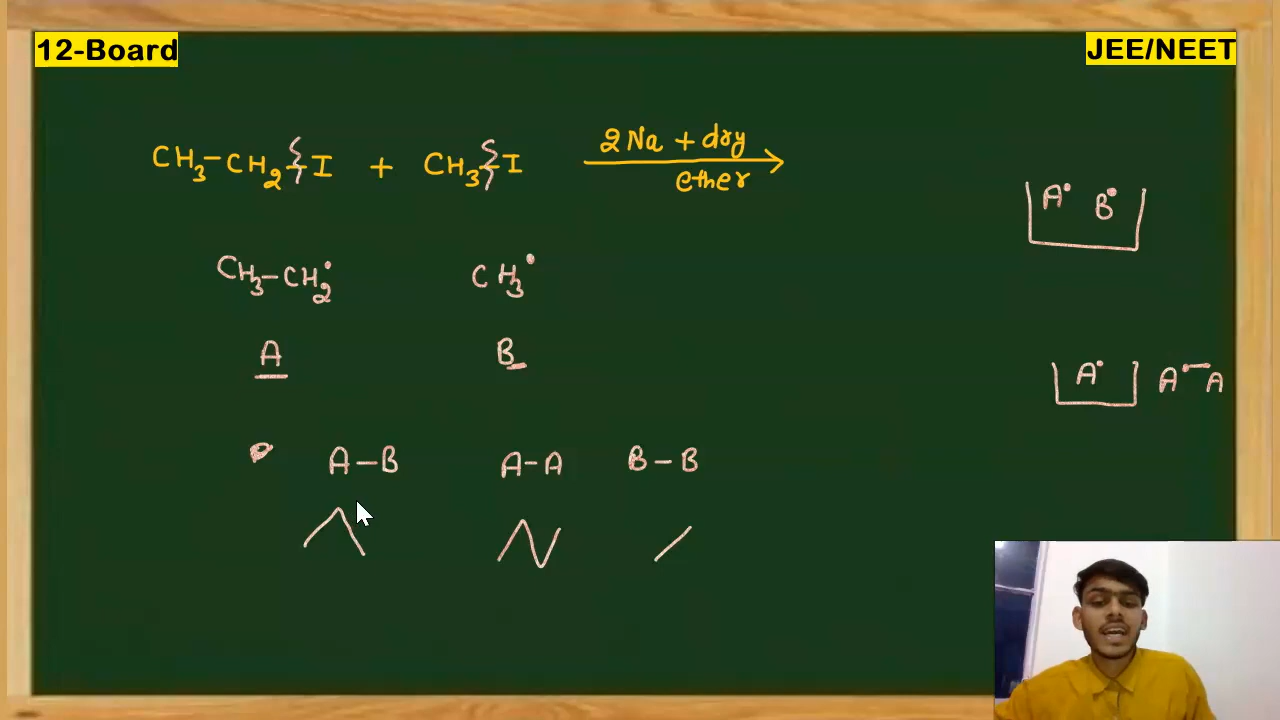 12-Board
JEE/NEET
CH3-CH2-I + CH3-I 2Na + dry
ether
A• B•
CH3-CH2• CH3•
A B
A• A•-A
A-B A-A B-B